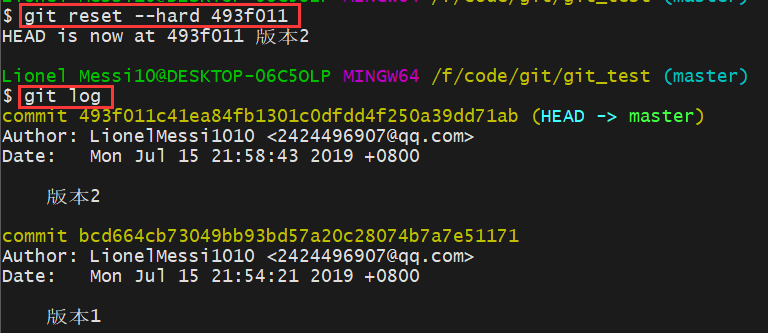 $ git reset --hard 493f011
HEAD is now at 493f011 版本2
Lionel Messi10@DESKTOP-O6C5OLP MINGW64 /f/code/git/git_test (master)
$ git log
commit 493f011c41ea84fb1301c0dfdd4f250a39dd71ab (HEAD -> master)
Author: LionelMessi1010 <2424496907@qq.com>
Date:   Mon Jul 15 21:58:43 2019 +0800
版本2
commit bcd664cb73049bb93bd57a20c28074b7a7e51171
Author: LionelMessi1010 <2424496907@qq.com>
Date:   Mon Jul 15 21:54:21 2019 +0800
版本1